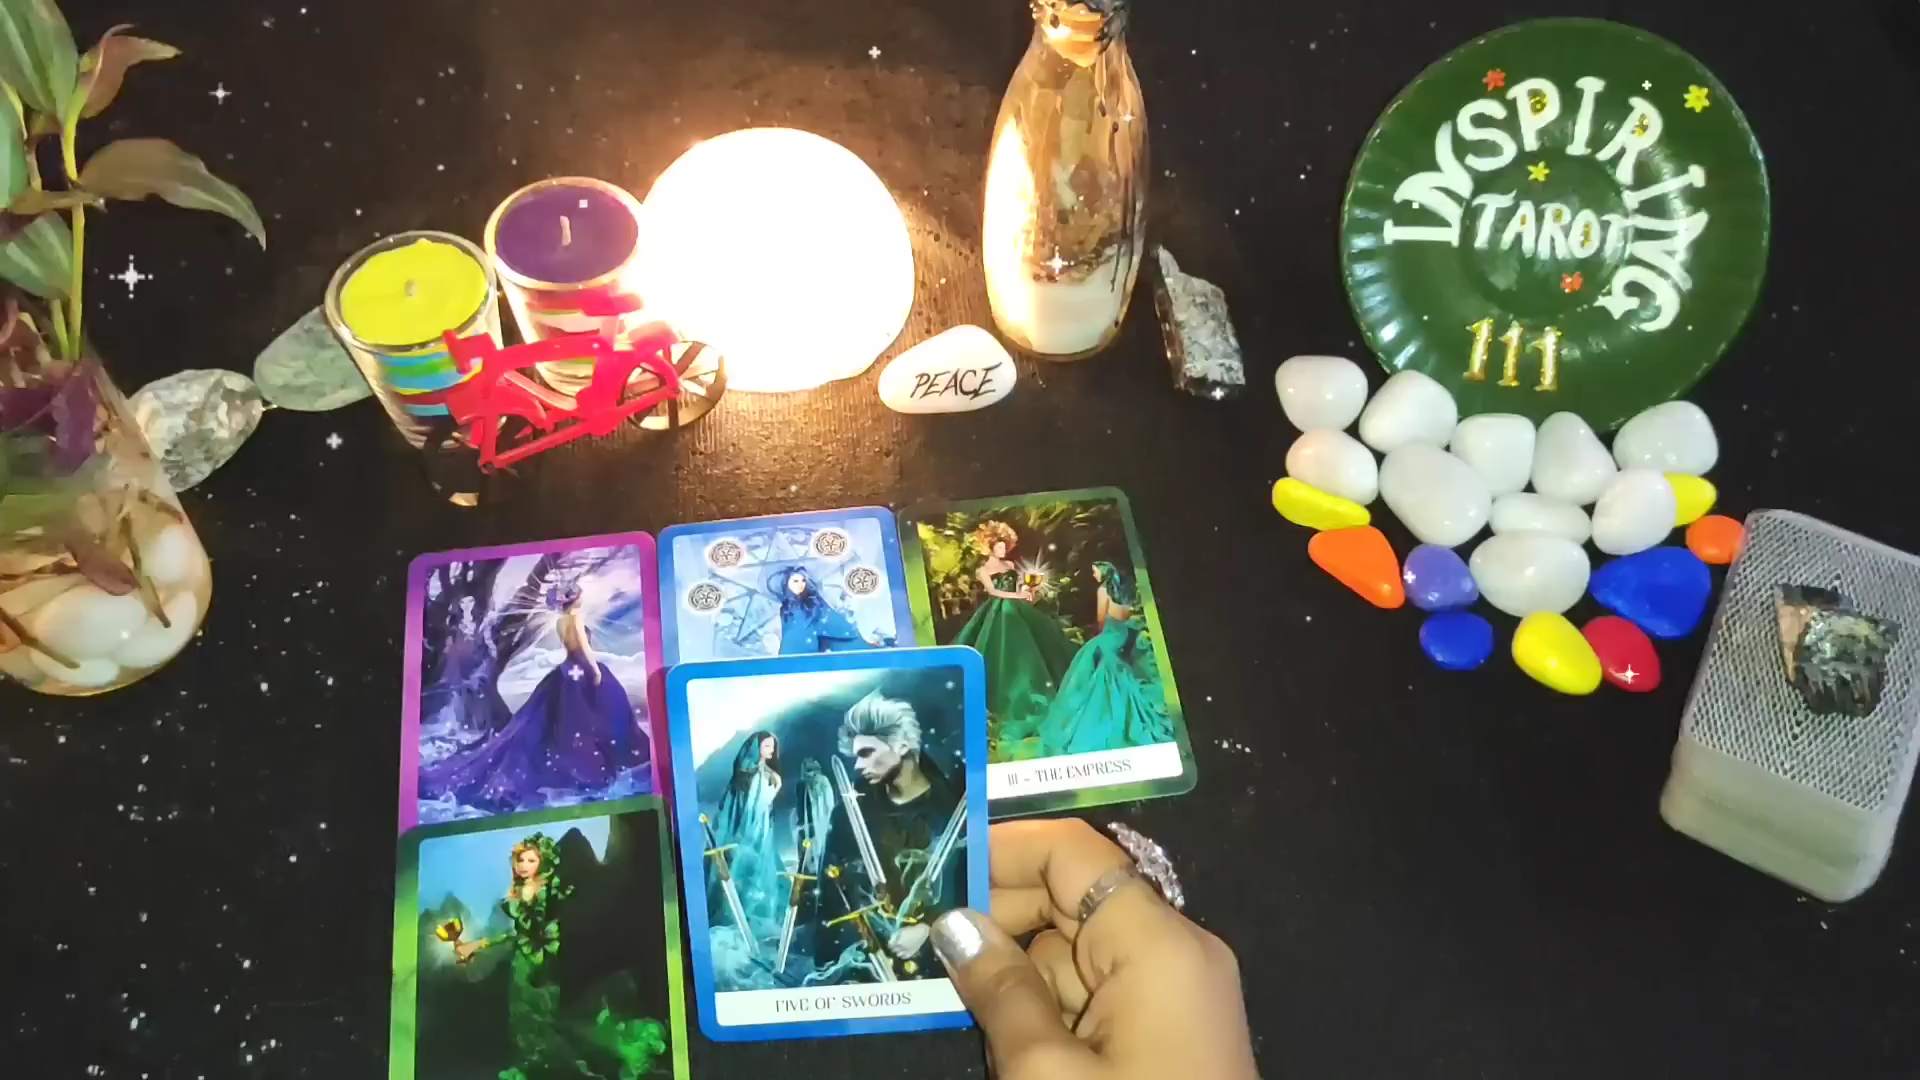 INSPIRING
TAROT
111
PEACE
III - THE EMPRESS
FIVE OF SWORDS